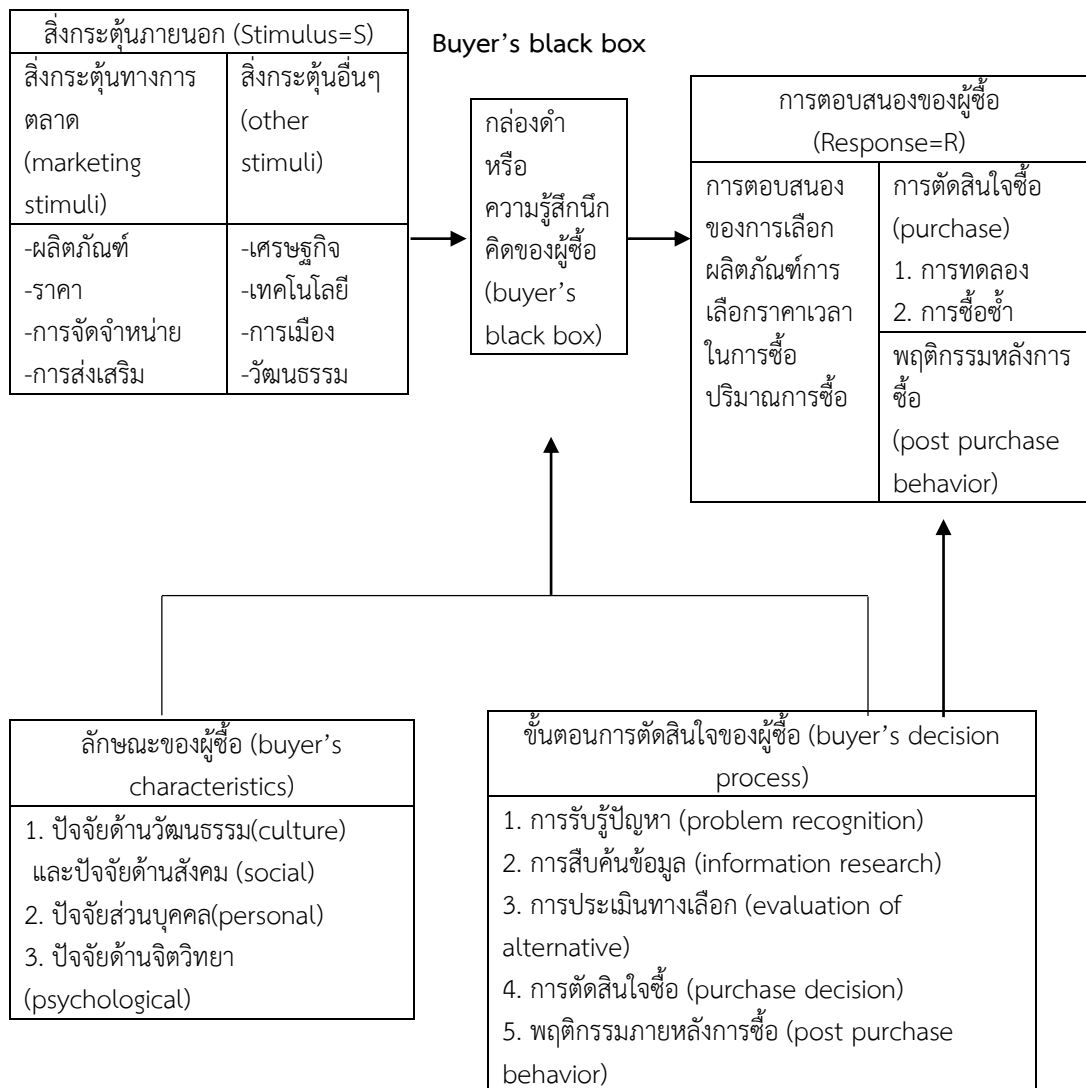 สิ่งกระตุ้นภายนอก (Stimulus=S)
สิ่งกระตุ้นทางการ
ตลาด
(marketing
stimuli)
สิ่งกระตุ้นอื่นๆ
(other
stimuli)
-ผลิตภัณฑ์
-ราคา
-การจัดจำหน่าย
-การส่งเสริม
-เศรษฐกิจ
-เทคโนโลยี
-การเมือง
-วัฒนธรรม
Buyer’s black box
กล่องดำ
หรือ
ความรู้สึกนึก
คิดของผู้ซื้อ
(buyer’s
black box)
การตอบสนองของผู้ซื้อ
(Response=R)
การตอบสนอง
ของการเลือก
ผลิตภัณฑ์การ
เลือกราคาเวลา
ในการซื้อ
ปริมาณการซื้อ
การตัดสินใจซื้อ
(purchase)
1. การทดลอง
2. การซื้อซ้ำ
พฤติกรรมหลังการ
ซื้อ
(post purchase
behavior)
ลักษณะของผู้ซื้อ (buyer’s
characteristics)
1. ปัจจัยด้านวัฒนธรรม(culture)
และปัจจัยด้านสังคม (social)
2. ปัจจัยส่วนบุคคล(personal)
3. ปัจจัยด้านจิตวิทยา
(psychological)
ขั้นตอนการตัดสินใจของผู้ซื้อ (buyer’s decision
process)
1. การรับรู้ปัญหา (problem recognition)
2. การสืบค้นข้อมูล (information research)
3. การประเมินทางเลือก (evaluation of
alternative)
4. การตัดสินใจซื้อ (purchase decision)
5. พฤติกรรมภายหลังการซื้อ (post purchase
behavior)